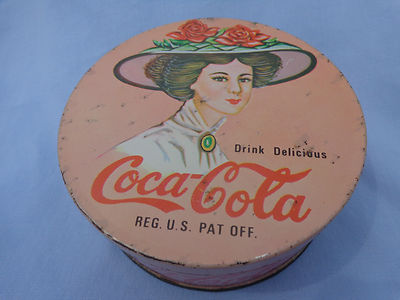 Drink Delicious
Coca-Cola
REG. U.S. PAT OFF.